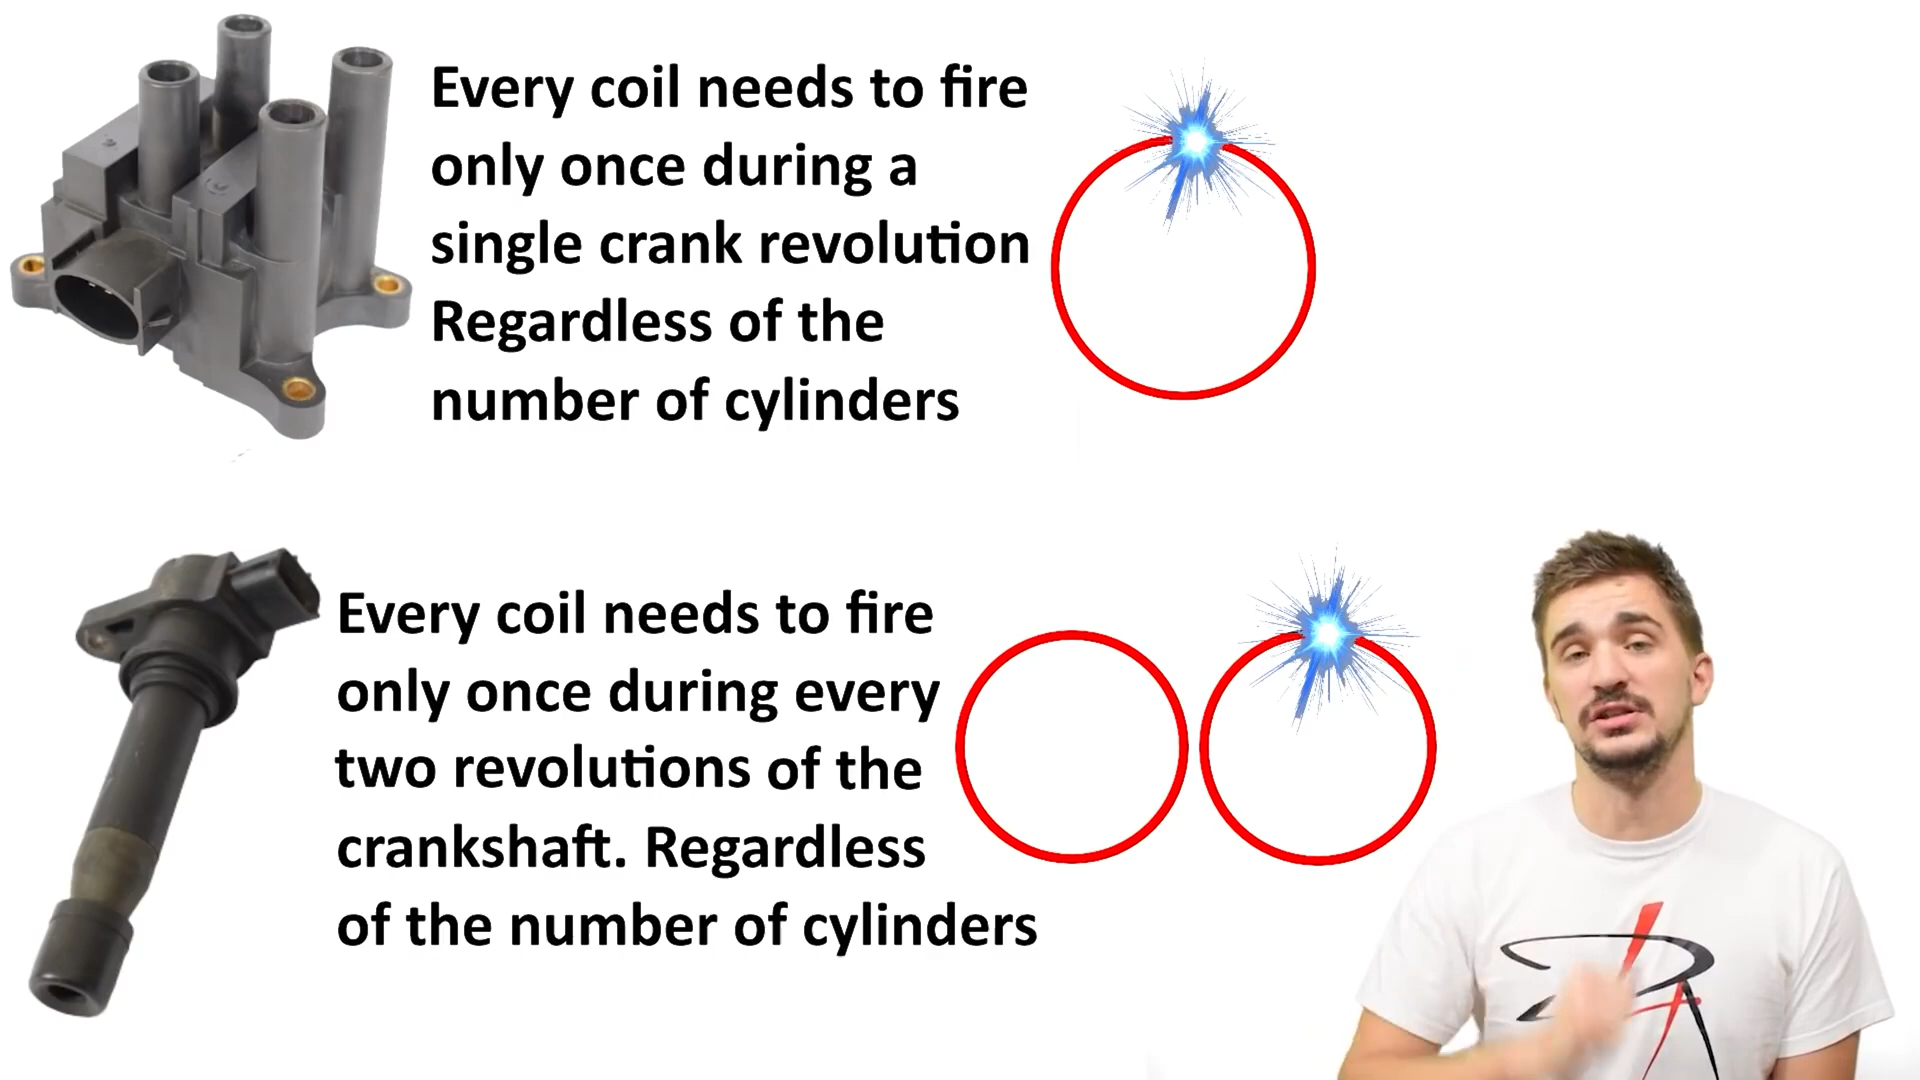 Every coil needs to fire
only once during a
single crank revolution
Regardless of the
number of cylinders
Every coil needs to fire
only once during every
two revolutions of the
crankshaft. Regardless
of the number of cylinders